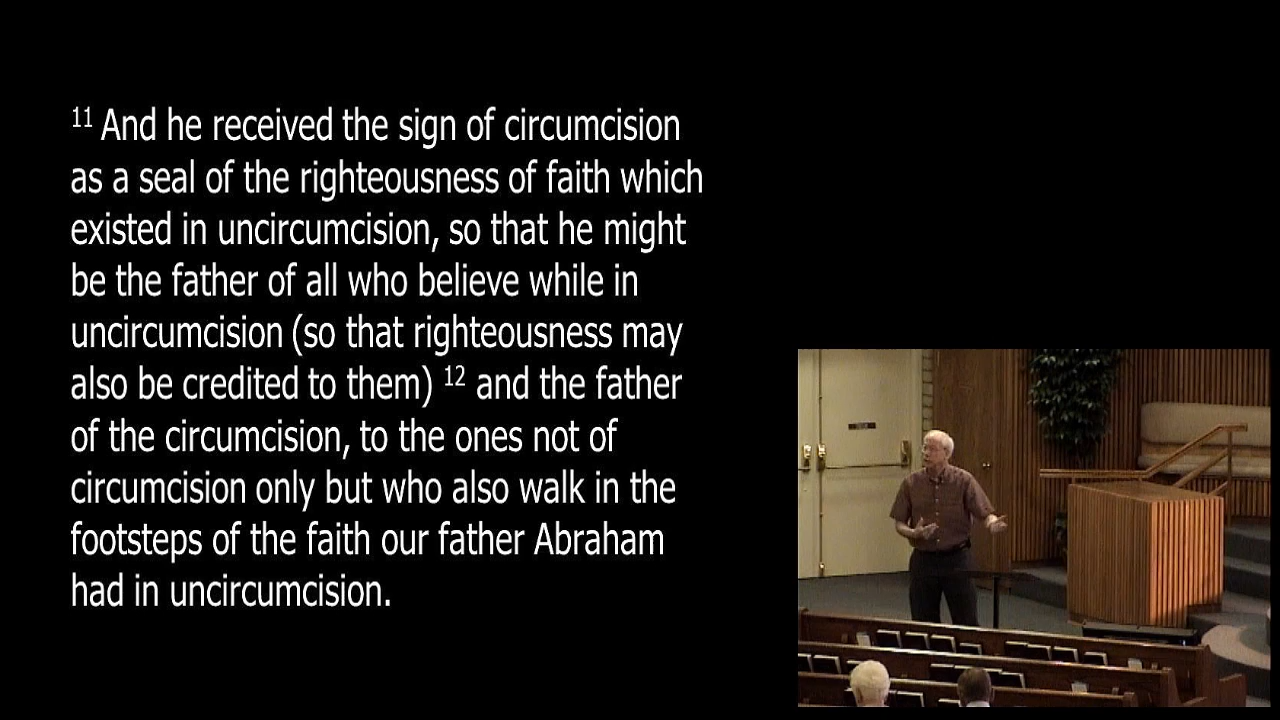 11 And he received the sign of circumcision
as a seal of the righteousness of faith which
existed in uncircumcision, so that he might
be the father of all who believe while in
uncircumcision (so that righteousness may
also be credited to them) 12 and the father
of the circumcision, to the ones not of
circumcision only but who also walk in the
footsteps of the faith our father Abraham
had in uncircumcision.